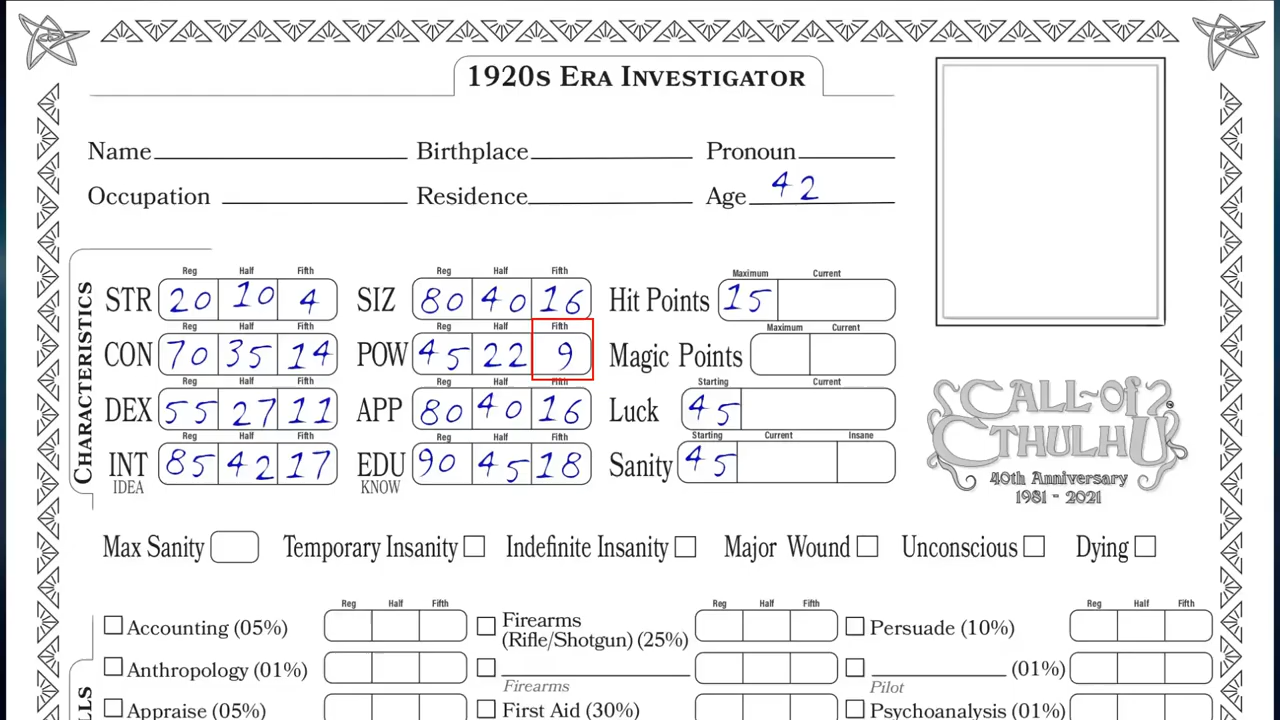 1920s Era Investigator
Name Birthplace Pronoun
Occupation Residence Age 42
Characteristics
Reg Half Fifth Reg Half Fifth Maximum Current
STR 20 10 4 SIZ 80 40 16 Hit Points 15
Reg Half Fifth Reg Half Fifth Maximum Current
CON 70 35 14 POW 45 22 9 Magic Points
Reg Half Fifth Reg Half Fifth Starting Current
DEX 55 27 11 APP 80 40 16 Luck 45
Reg Half Fifth Reg Half Fifth Starting Current Insane
INT 85 42 17 EDU 90 45 18 Sanity 45
IDEA KNOW
Call of Cthulhu
40th Anniversary
1981 - 2021
Max Sanity Temporary Insanity Indefinite Insanity Major Wound Unconscious Dying
Reg Half Fifth Reg Half Fifth Reg Half Fifth
Accounting (05%) Firearms (Rifle/Shotgun) (25%) Persuade (10%)
Anthropology (01%) Firearms (01%) Pilot
Appraise (05%) First Aid (30%) Psychoanalysis (01%)